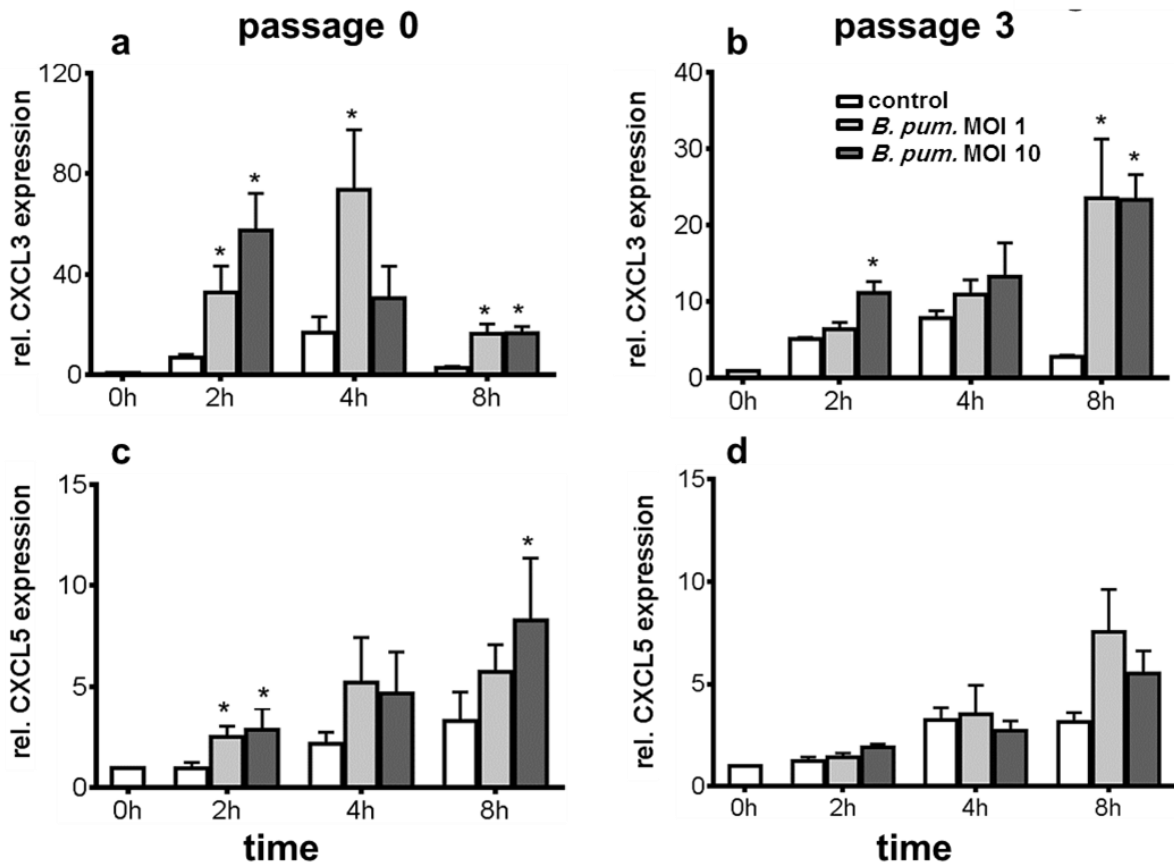 passage 0
passage 3
a
rel. CXCL3 expression
120
80
40
0
0h 2h 4h 8h
* * * * *
b
rel. CXCL3 expression
40
30
20
10
0
0h 2h 4h 8h
* * *
control
B. pum. MOI 1
B. pum. MOI 10
c
rel. CXCL5 expression
15
10
5
0
0h 2h 4h 8h
* * *
time
d
rel. CXCL5 expression
15
10
5
0
0h 2h 4h 8h
time